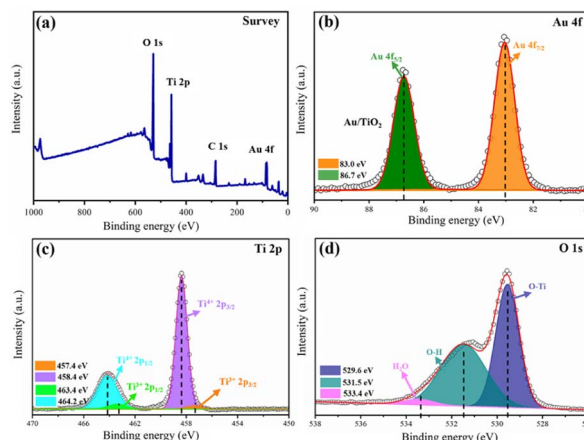 (a)
Survey
O 1s
Ti 2p
C 1s
Au 4f
Intensity (a.u.)
1000 800 600 400 200 0
Binding energy (eV)
(b)
Au 4f
Au 4f5/2
Au 4f7/2
Au/TiO2
83.0 eV
86.7 eV
Intensity (a.u.)
90 88 86 84 82
Binding energy (eV)
(c)
Ti 2p
Ti4+ 2p3/2
Ti4+ 2p1/2
Ti3+ 2p1/2
Ti3+ 2p3/2
457.4 eV
458.4 eV
463.4 eV
464.2 eV
Intensity (a.u.)
470 466 462 458 454 450
Binding energy (eV)
(d)
O 1s
O-Ti
O-H
H2O
529.6 eV
531.5 eV
533.4 eV
Intensity (a.u.)
538 536 534 532 530 528
Binding energy (eV)